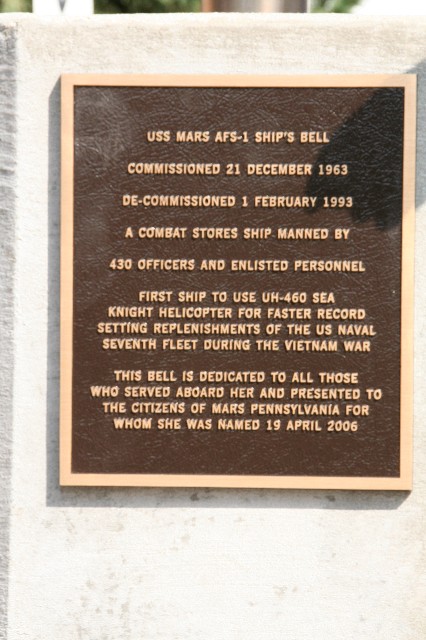 USS MARS AFS-1 SHIP'S BELL
COMMISSIONED 21 DECEMBER 1963
DE-COMMISSIONED 1 FEBRUARY 1993
A COMBAT STORES SHIP MANNED BY
430 OFFICERS AND ENLISTED PERSONNEL
FIRST SHIP TO USE UH-460 SEA
KNIGHT HELICOPTER FOR FASTER RECORD
SETTING REPLENISHMENTS OF THE US NAVAL
SEVENTH FLEET DURING THE VIETNAM WAR
THIS BELL IS DEDICATED TO ALL THOSE
WHO SERVED ABOARD HER AND PRESENTED TO
THE CITIZENS OF MARS PENNSYLVANIA FOR
WHOM SHE WAS NAMED 19 APRIL 2006